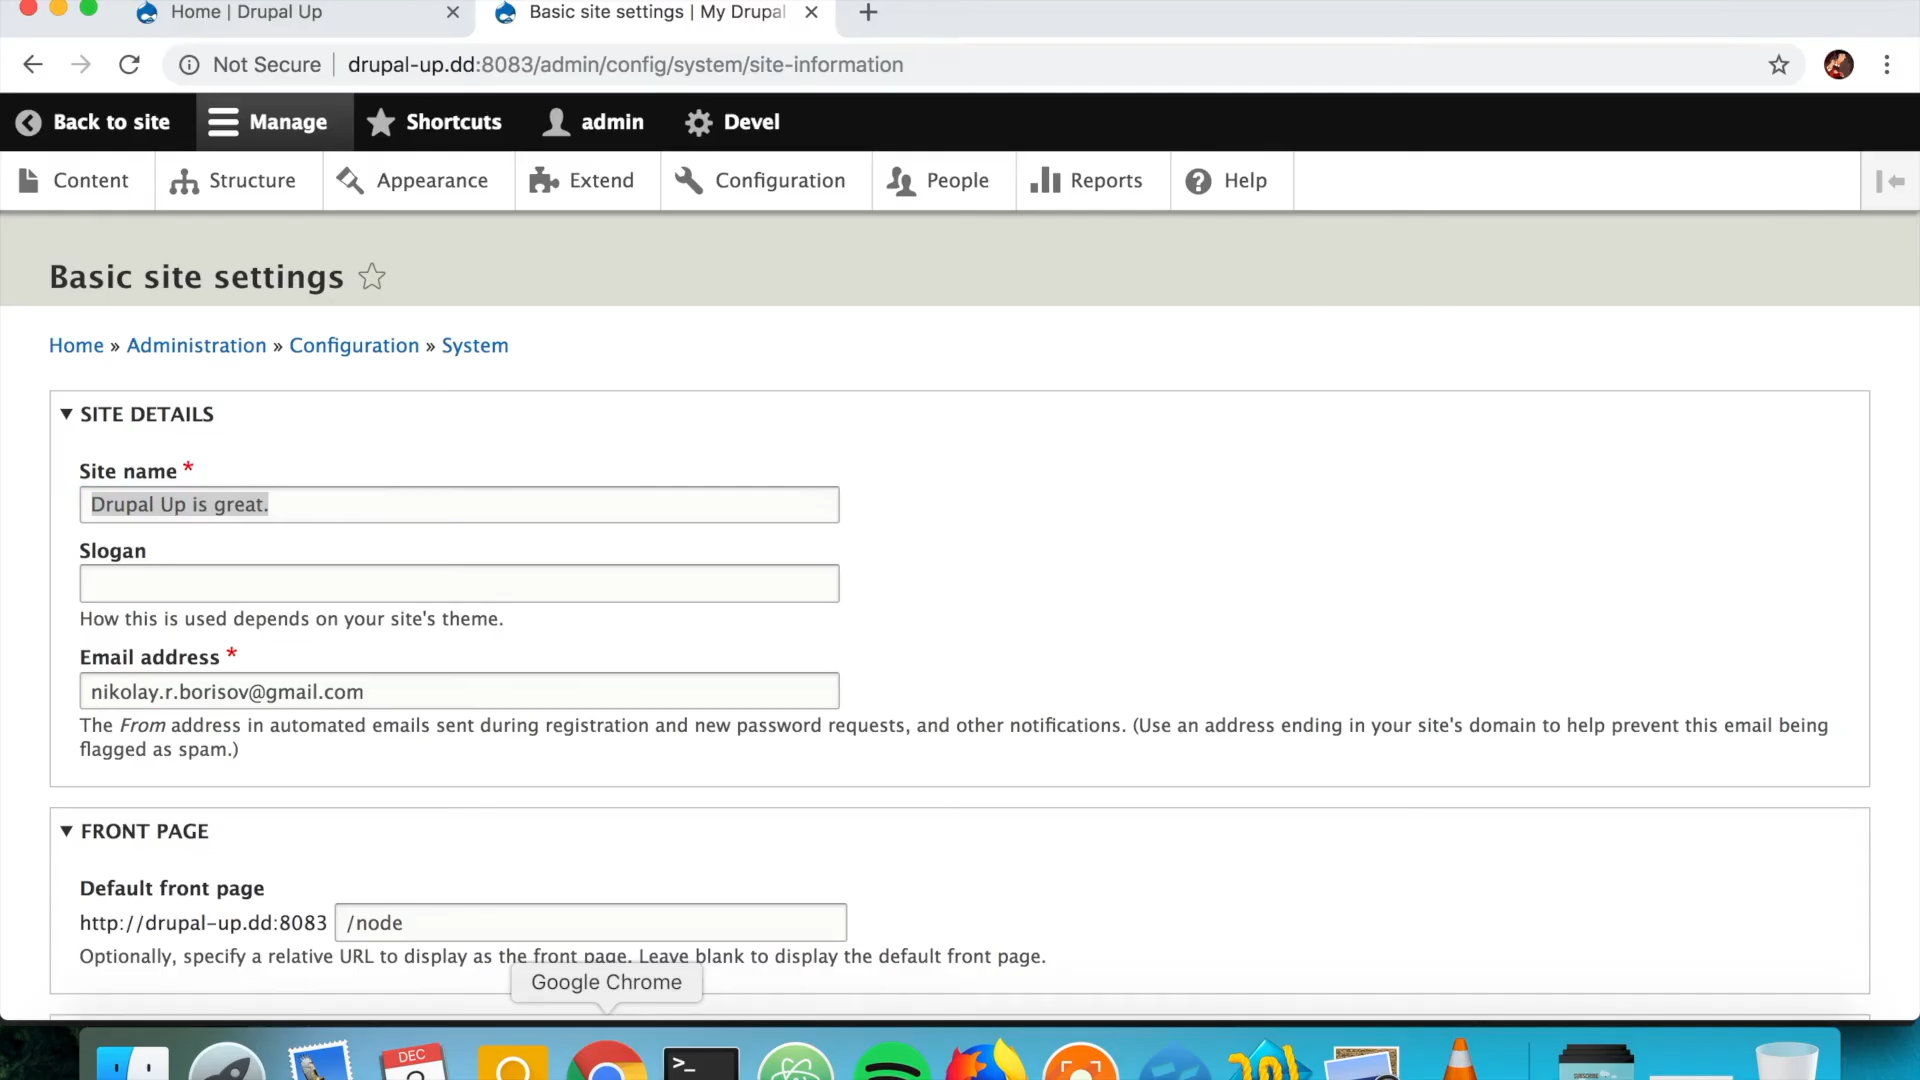 Home | Drupal Up
Basic site settings | My Drupal
Not Secure | drupal-up.dd:8083/admin/config/system/site-information
Back to site Manage Shortcuts admin Devel
Content Structure Appearance Extend Configuration People Reports Help
Basic site settings
Home » Administration » Configuration » System
▼ SITE DETAILS
Site name *
Drupal Up is great.
Slogan
How this is used depends on your site's theme.
Email address *
nikolay.r.borisov@gmail.com
The From address in automated emails sent during registration and new password requests, and other notifications. (Use an address ending in your site's domain to help prevent this email being
flagged as spam.)
▼ FRONT PAGE
Default front page
http://drupal-up.dd:8083 /node
Optionally, specify a relative URL to display as the front page. Leave blank to display the default front page.
Google Chrome
DEC
SUBSCRIBE